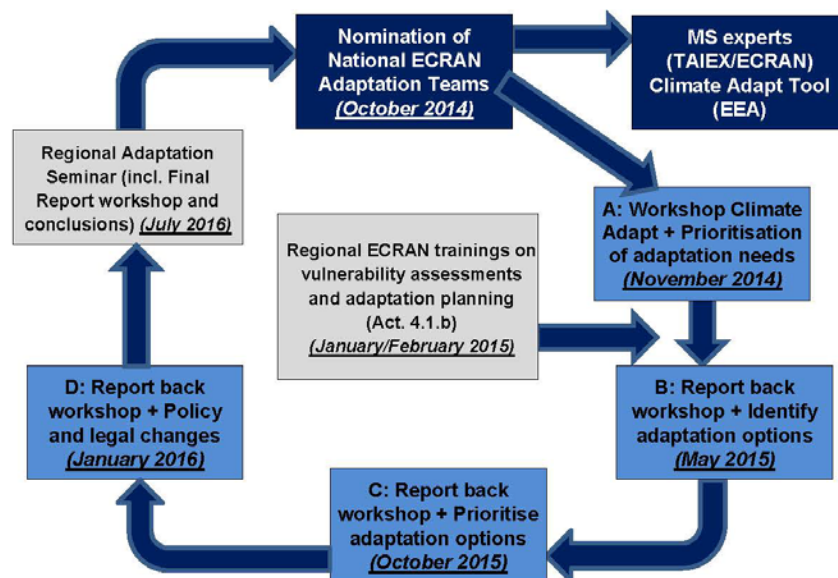 Nomination of
National ECRAN
Adaptation Teams
(October 2014)
MS experts
(TAIEX/ECRAN)
Climate Adapt Tool
(EEA)
Regional Adaptation
Seminar (incl. Final
Report workshop and
conclusions) (July 2016)
A: Workshop Climate
Adapt + Prioritisation
of adaptation needs
(November 2014)
Regional ECRAN trainings on
vulnerability assessments
and adaptation planning
(Act. 4.1.b)
(January/February 2015)
D: Report back
workshop + Policy
and legal changes
(January 2016)
B: Report back
workshop + Identify
adaptation options
(May 2015)
C: Report back
workshop + Prioritise
adaptation options
(October 2015)